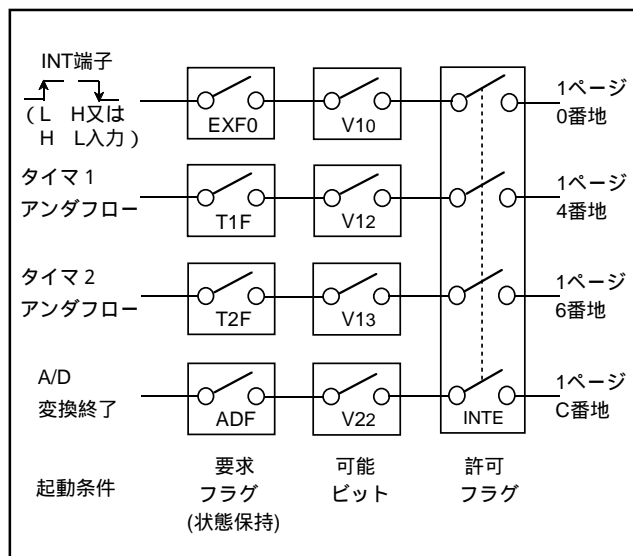 INT端子
(L H又は
H L入力)
EXF0
V10
1ページ
0番地
タイマ1
アンダフロー
T1F
V12
1ページ
4番地
タイマ2
アンダフロー
T2F
V13
1ページ
6番地
A/D
変換終了
ADF
V22
INTE
1ページ
C番地
起動条件
要求
フラグ
(状態保持)
可能
ビット
許可
フラグ